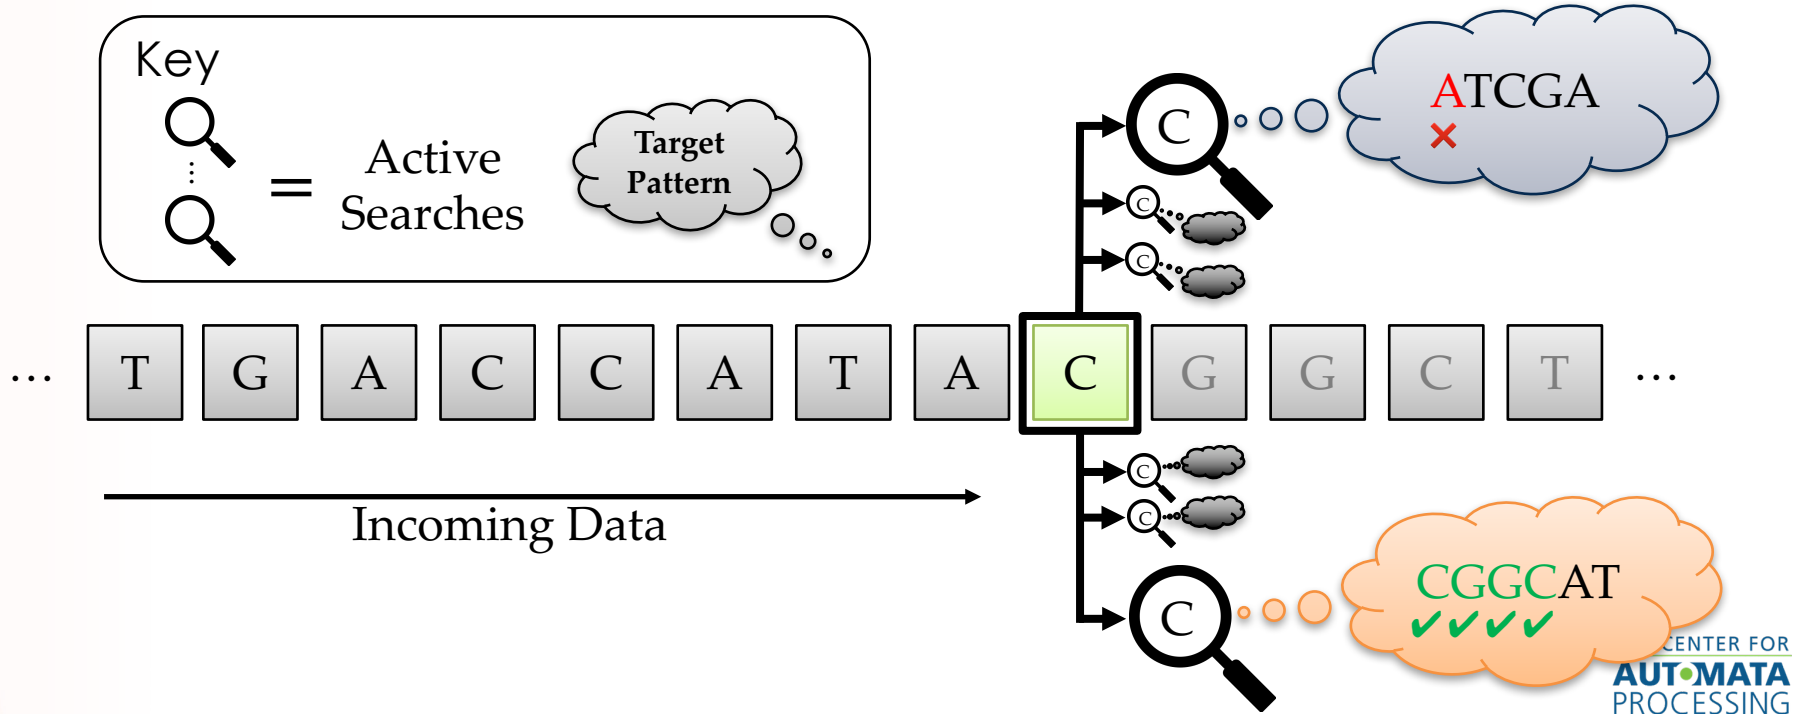 Key
= Active
Searches
Target
Pattern
C
ATCGA
C
C
... T G A C C A T A C G G C T ...
C
C
Incoming Data
C
CGGCAT
CENTER FOR
AUTOMATA
PROCESSING